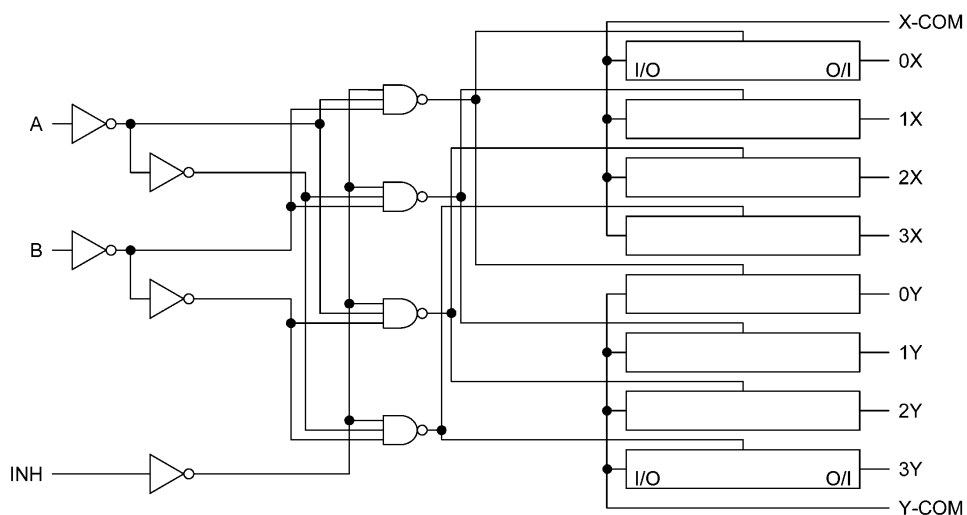 X-COM
I/O O/I 0X
A
1X
2X
B
3X
0Y
1Y
2Y
INH
I/O O/I 3Y
Y-COM